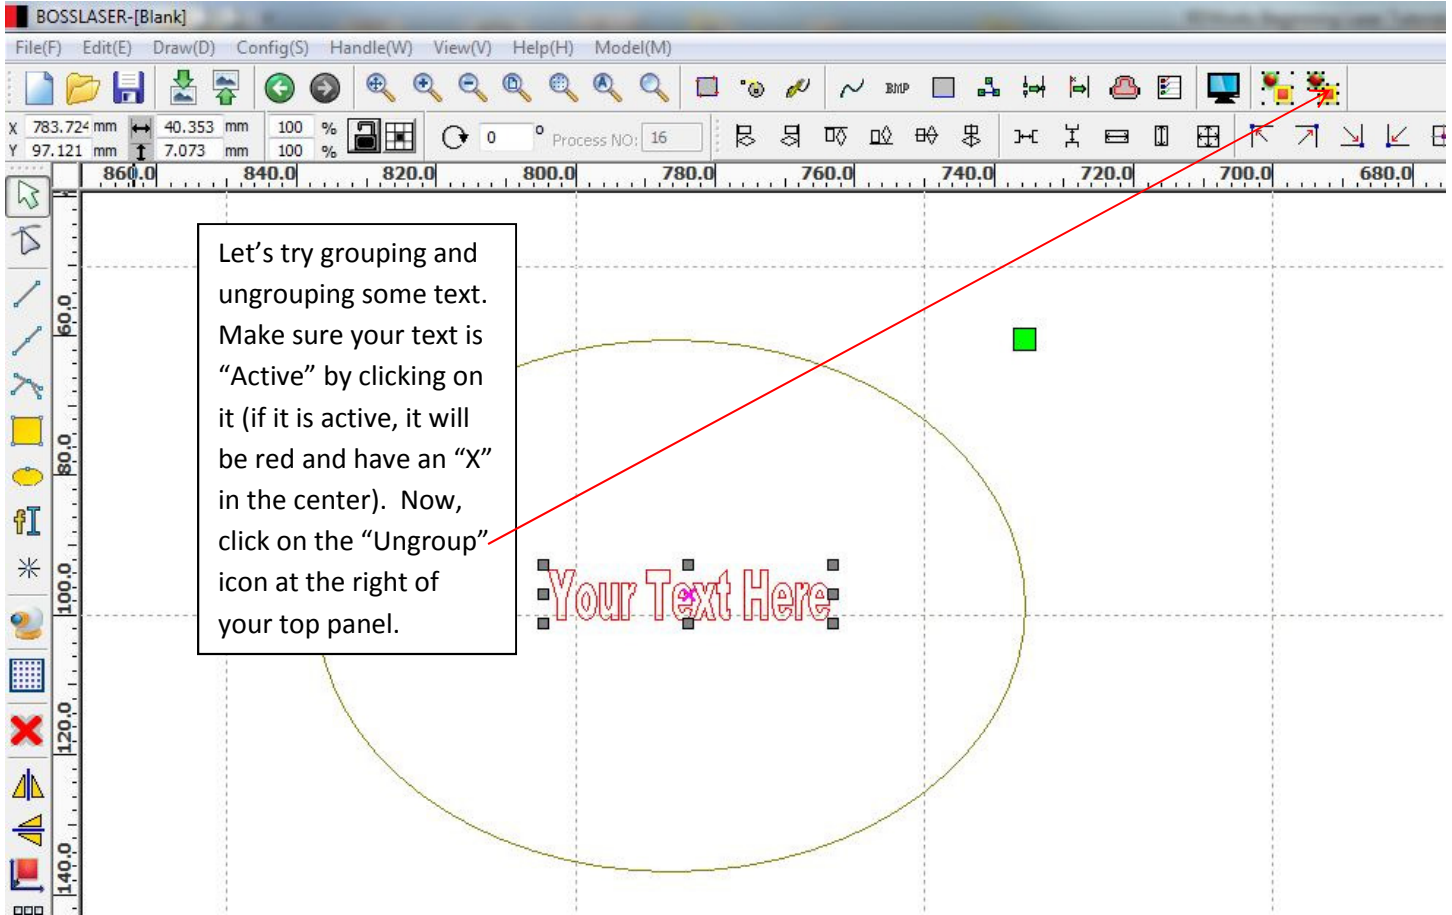 BOSSLASER-[Blank]
File(F) Edit(E) Draw(D) Config(S) Handle(W) View(V) Help(H) Model(M)
BMP
X 783.724 mm 40.353 mm 100 % 0 ° Process NO: 16
Y 97.121 mm 7.073 mm 100 %
860.0 840.0 820.0 800.0 780.0 760.0 740.0 720.0 700.0 680.0
60.0
80.0
100.0
120.0
140.0
Let’s try grouping and
ungrouping some text.
Make sure your text is
“Active” by clicking on
it (if it is active, it will
be red and have an “X”
in the center).  Now,
click on the “Ungroup”
icon at the right of
your top panel.
Your Text Here